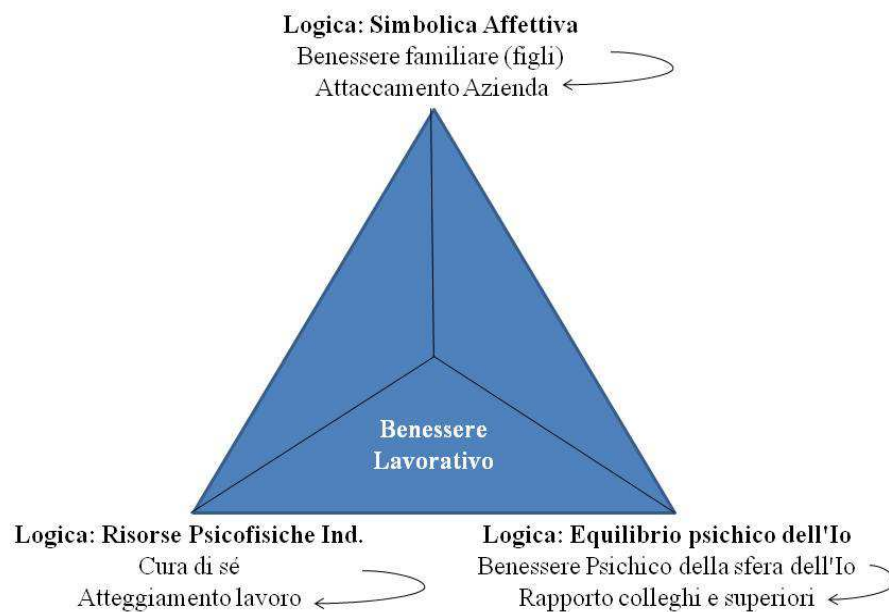 Logica: Simbolica Affettiva
Benessere familiare (figli)
Attaccamento Azienda
Benessere
Lavorativo
Logica: Risorse Psicofisiche Ind.
Cura di sé
Atteggiamento lavoro
Logica: Equilibrio psichico dell'Io
Benessere Psichico della sfera dell'Io
Rapporto colleghi e superiori